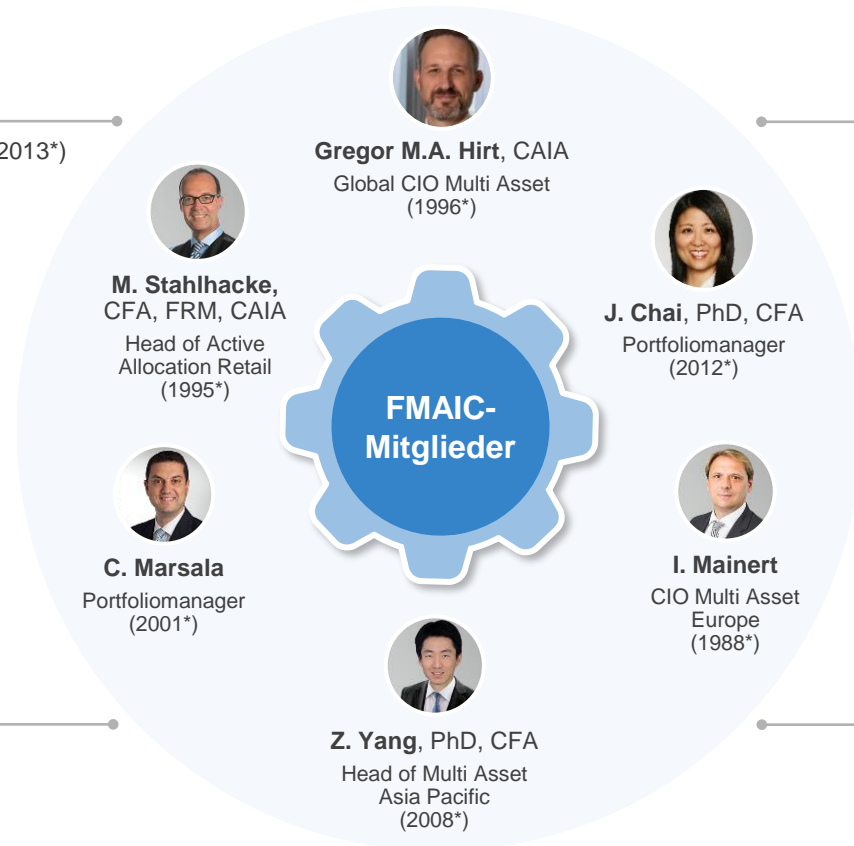 2013*)
Gregor M.A. Hirt, CAIA
Global CIO Multi Asset
(1996*)
M. Stahlhacke,
CFA, FRM, CAIA
Head of Active
Allocation Retail
(1995*)
J. Chai, PhD, CFA
Portfoliomanager
(2012*)
FMAIC-
Mitglieder
C. Marsala
Portfoliomanager
(2001*)
I. Mainert
CIO Multi Asset
Europe
(1988*)
Z. Yang, PhD, CFA
Head of Multi Asset
Asia Pacific
(2008*)